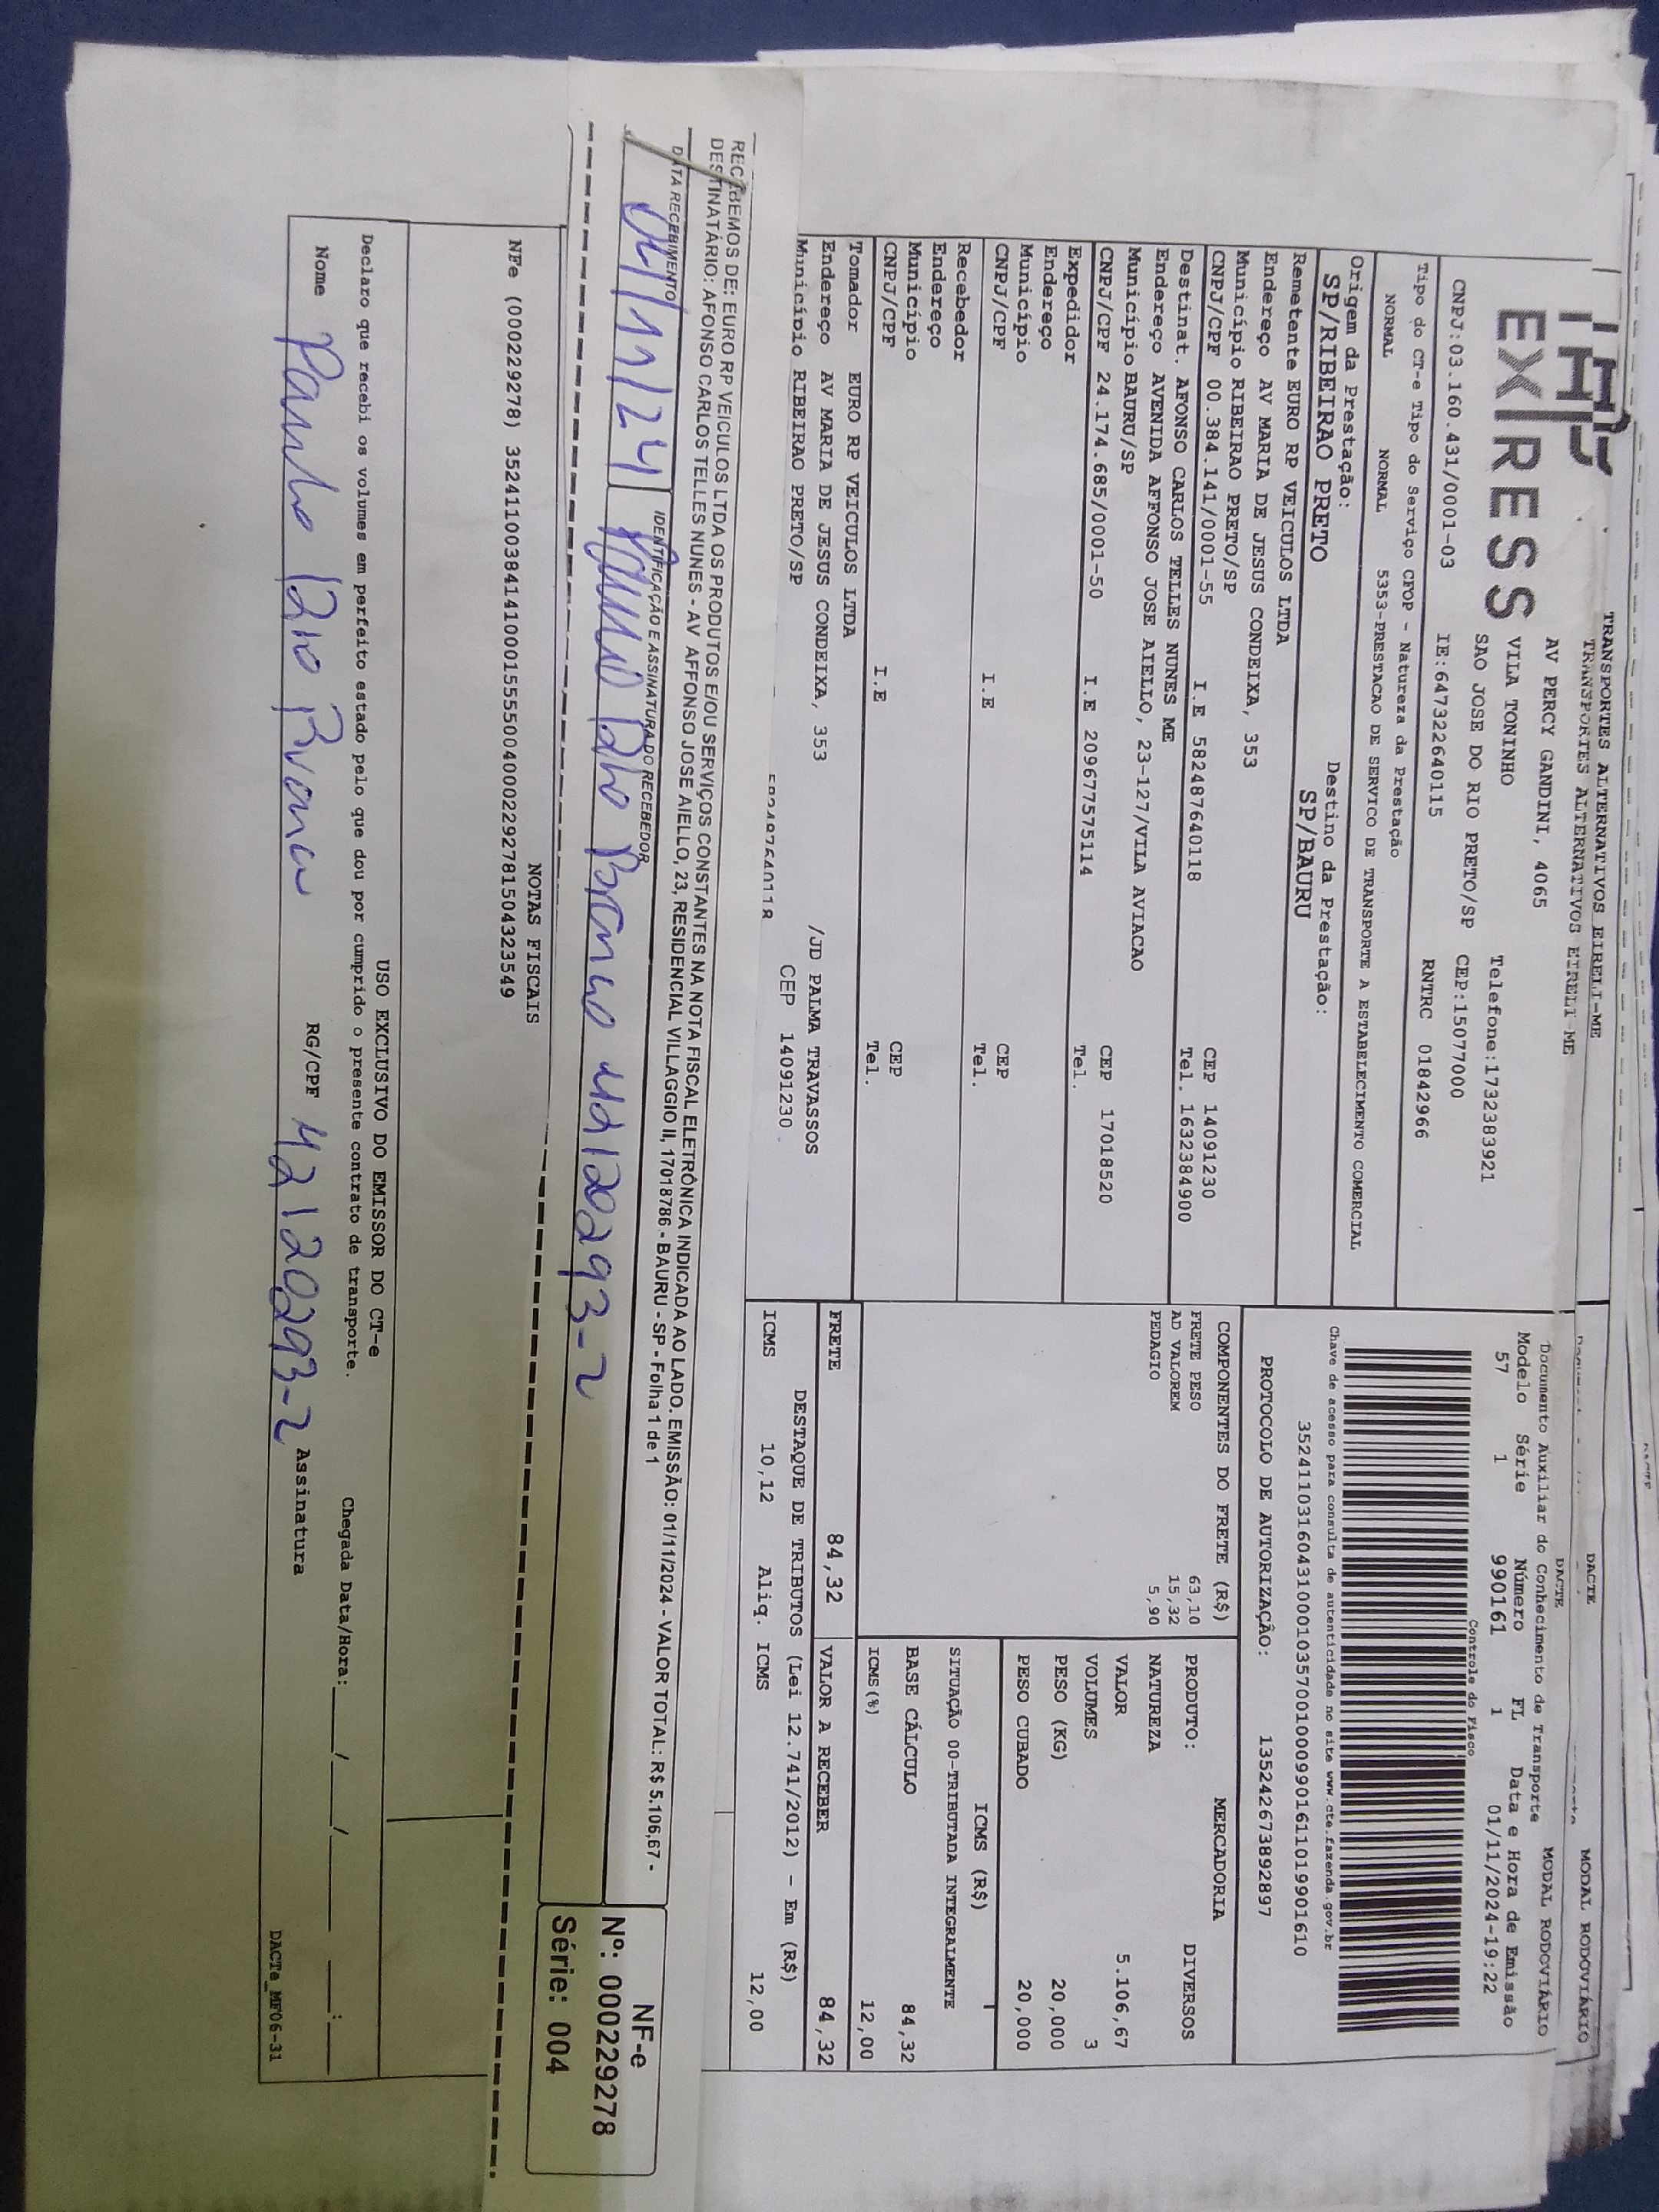 TRANSPORTES ALTERNATIVOS EIRELI-ME
TRANSPORTES ALTERNATIVOS EIRELI-ME
EXPRESS
AV PERCY GANDINI, 4065
VILA TONINHO
Telefone:1732383921
SAO JOSE DO RIO PRETO/SP CEP:15077000
CNPJ:03.160.431/0001-03 IE:647322640115 RNTRC 01842966
DACTE
MODAL RODOVIÁRIO
DACTE
MODAL RODOVIÁRIO
Documento Auxiliar do Conhecimento de Transporte
Modelo Série Número FL Data e Hora de Emissão
57 1 990161 1 01/11/2024-19:22
Controle do Fisco
Chave de acesso para consulta de autenticidade no site www.cte.fazenda.gov.br
35241103160431000103570010009901611019901610
PROTOCOLO DE AUTORIZAÇÃO: 135242673892897
Tipo do CT-e Tipo do Serviço CFOP - Natureza da Prestação
NORMAL NORMAL 5353-PRESTACAO DE SERVICO DE TRANSPORTE A ESTABELECIMENTO COMERCIAL
Origem da Prestação: Destino da Prestação:
SP/RIBEIRAO PRETO SP/BAURU
Remetente EURO RP VEICULOS LTDA
Endereço AV MARIA DE JESUS CONDEIXA, 353
Município RIBEIRAO PRETO/SP CEP 14091230
CNPJ/CPF 00.384.141/0001-55 I.E 582487640118 Tel. 1632384900
Destinat. AFONSO CARLOS TELLES NUNES ME
Endereço AVENIDA AFFONSO JOSE AIELLO, 23-127/VILA AVIACAO
Município BAURU/SP CEP 17018520
CNPJ/CPF 24.174.685/0001-50 I.E 209677575114 Tel.
Expedidor
Endereço
Município CEP
CNPJ/CPF I.E Tel.
Recebedor
Endereço
Município CEP
CNPJ/CPF I.E Tel.
Tomador EURO RP VEICULOS LTDA
Endereço AV MARIA DE JESUS CONDEIXA, 353 /JD PALMA TRAVASSOS
Município RIBEIRAO PRETO/SP CEP 14091230
582487640118
COMPONENTES DO FRETE (R$)
FRETE PESO 63,10
AD VALOREM 15,32
PEDAGIO 5,90
MERCADORIA
PRODUTO: DIVERSOS
NATUREZA
VALOR 5.106,67
VOLUMES 3
PESO (KG) 20,000
PESO CUBADO 20,000
ICMS (R$)
SITUAÇÃO 00-TRIBUTADA INTEGRALMENTE
BASE CÁLCULO 84,32
ICMS(%) 12,00
FRETE 84,32 VALOR A RECEBER 84,32
DESTAQUE DE TRIBUTOS (Lei 12.741/2012) - Em (R$)
ICMS 10,12 Aliq. ICMS 12,00
RECEBEMOS DE: EURO RP VEICULOS LTDA OS PRODUTOS E/OU SERVIÇOS CONSTANTES NA NOTA FISCAL ELETRÔNICA INDICADA AO LADO. EMISSÃO: 01/11/2024 - VALOR TOTAL: R$ 5.106,67 -
DESTINATÁRIO: AFONSO CARLOS TELLES NUNES - AV AFFONSO JOSE AIELLO, 23, RESIDENCIAL VILLAGGIO II, 17018786 - BAURU - SP - Folha 1 de 1
DATA RECEBIMENTO IDENTIFICAÇÃO E ASSINATURA DO RECEBEDOR
04/11/24 42120293-2
NF-e
Nº: 000229278
Série: 004
NOTAS FISCAIS
NFe (000229278) 35241100384141000155550040002292781504323549
USO EXCLUSIVO DO EMISSOR DO CT-e
Declaro que recebi os volumes em perfeito estado pelo que dou por cumprido o presente contrato de transporte. Chegada Data/Hora:___/___/_____ ___:___
Nome RG/CPF 42120293-2 Assinatura
DACTe_MF06-31